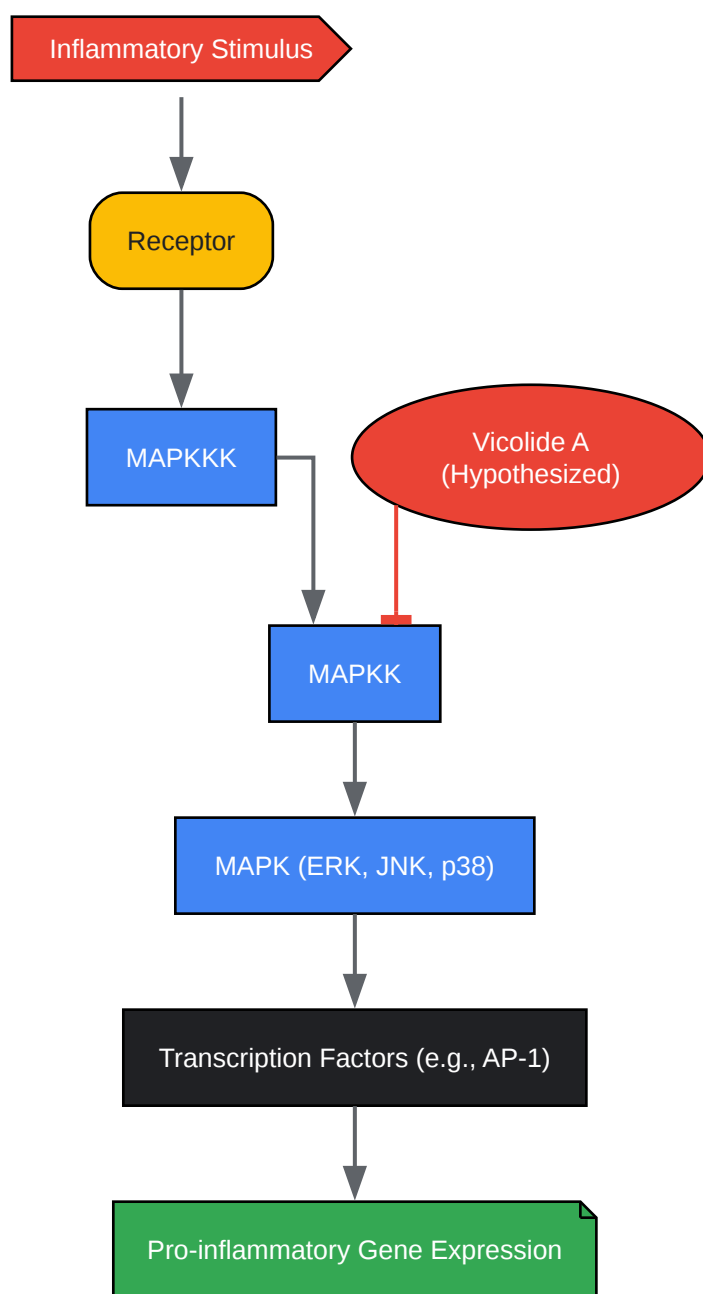 Inflammatory Stimulus
Receptor
MAPKKK
Vicolide A
(Hypothesized)
MAPKK
MAPK (ERK, JNK, p38)
Transcription Factors (e.g., AP-1)
Pro-inflammatory Gene Expression